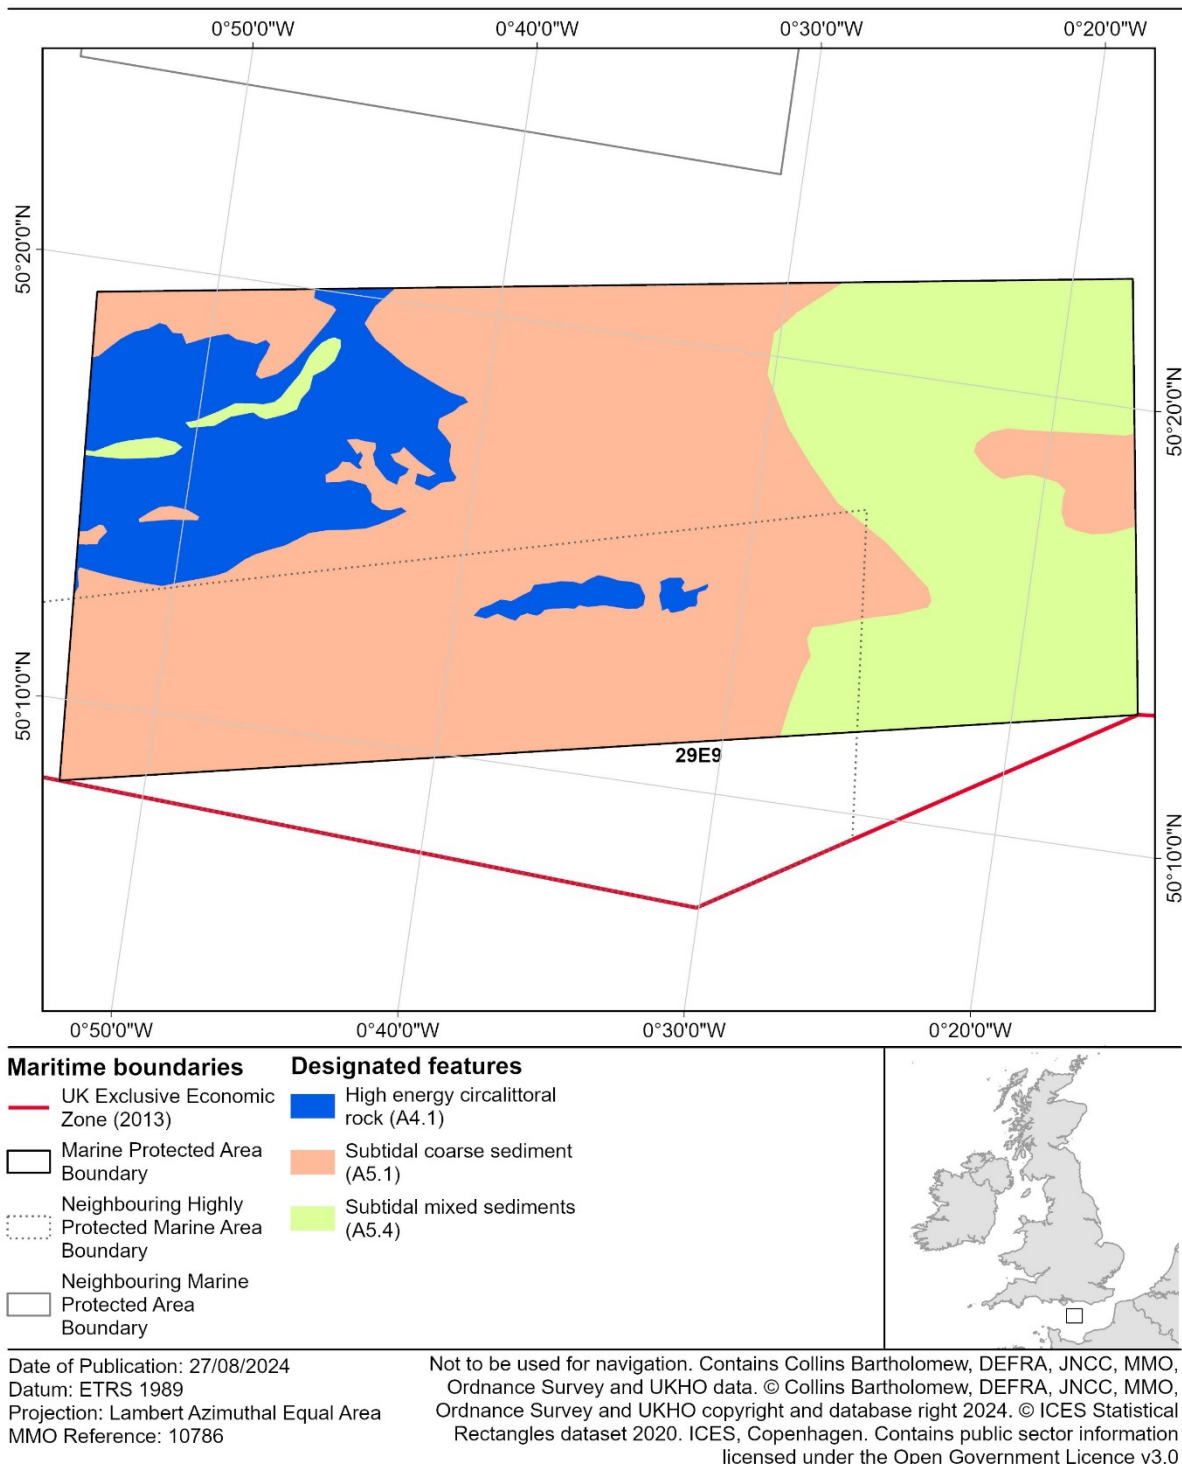 0°50'0"W 0°40'0"W 0°30'0"W 0°20'0"W
50°20'0"N
50°20'0"N
50°10'0"N
29E9
50°10'0"N
0°50'0"W 0°40'0"W 0°30'0"W 0°20'0"W
Maritime boundaries
UK Exclusive Economic
Zone (2013)
Marine Protected Area
Boundary
Neighbouring Highly
Protected Marine Area
Boundary
Neighbouring Marine
Protected Area
Boundary
Designated features
High energy circalittoral
rock (A4.1)
Subtidal coarse sediment
(A5.1)
Subtidal mixed sediments
(A5.4)
Date of Publication: 27/08/2024
Datum: ETRS 1989
Projection: Lambert Azimuthal Equal Area
MMO Reference: 10786
Not to be used for navigation. Contains Collins Bartholomew, DEFRA, JNCC, MMO,
Ordnance Survey and UKHO data. © Collins Bartholomew, DEFRA, JNCC, MMO,
Ordnance Survey and UKHO copyright and database right 2024. © ICES Statistical
Rectangles dataset 2020. ICES, Copenhagen. Contains public sector information
licensed under the Open Government Licence v3.0